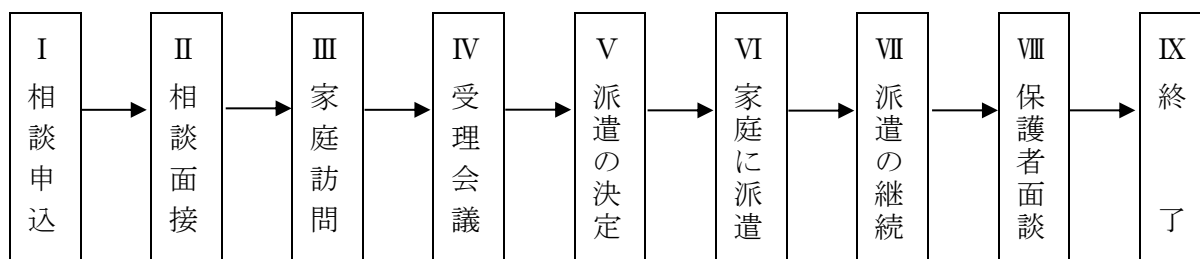 Ⅰ 相談申込
Ⅱ 相談面接
Ⅲ 家庭訪問
Ⅳ 受理会議
Ⅴ 派遣の決定
Ⅵ 家庭に派遣
Ⅶ 派遣の継続
Ⅷ 保護者面談
Ⅸ 終了